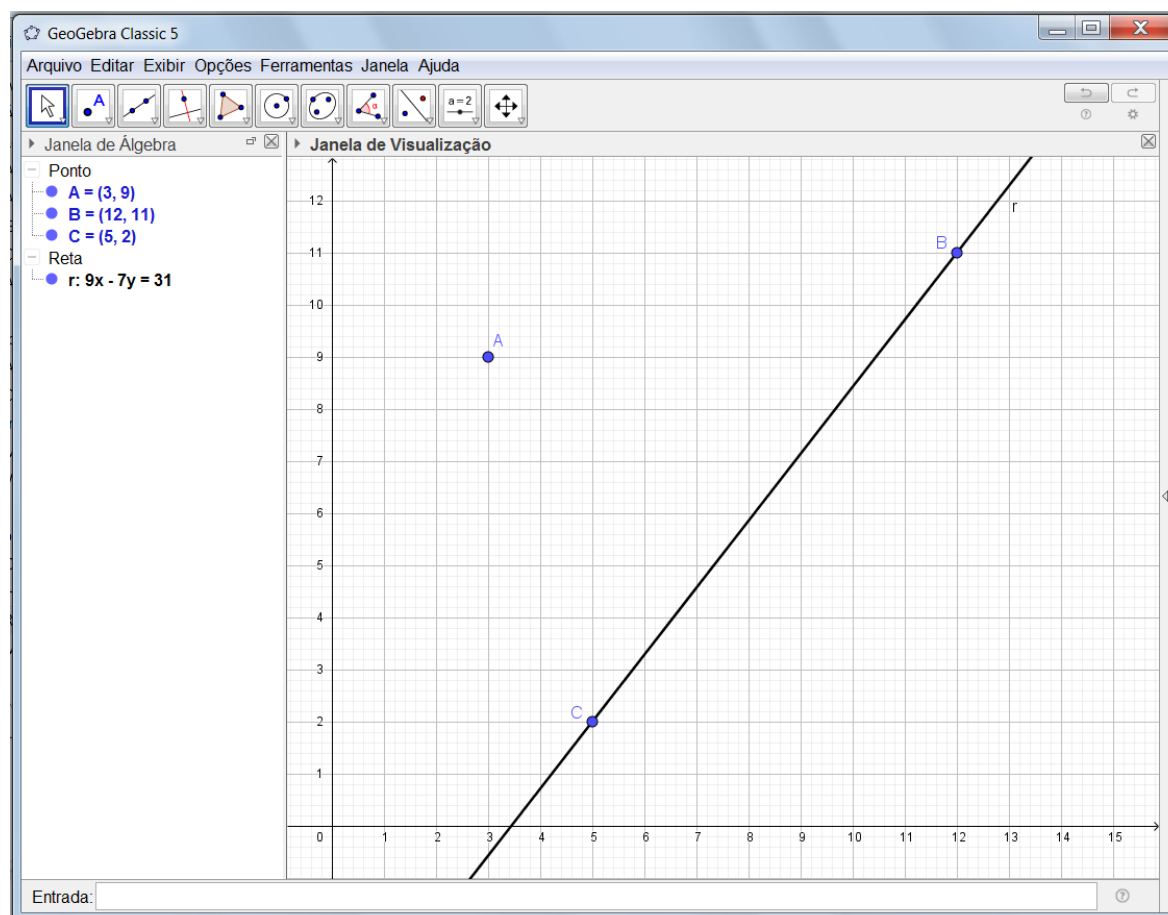 GeoGebra Classic 5
Arquivo Editar Exibir Opções Ferramentas Janela Ajuda
A
α
a=2
Janela de Álgebra
Janela de Visualização
Ponto
A = (3, 9)
B = (12, 11)
C = (5, 2)
Reta
r: 9x - 7y = 31
12
11
10
9
8
7
6
5
4
3
2
1
r
B
A
C
0 1 2 3 4 5 6 7 8 9 10 11 12 13 14 15
Entrada: